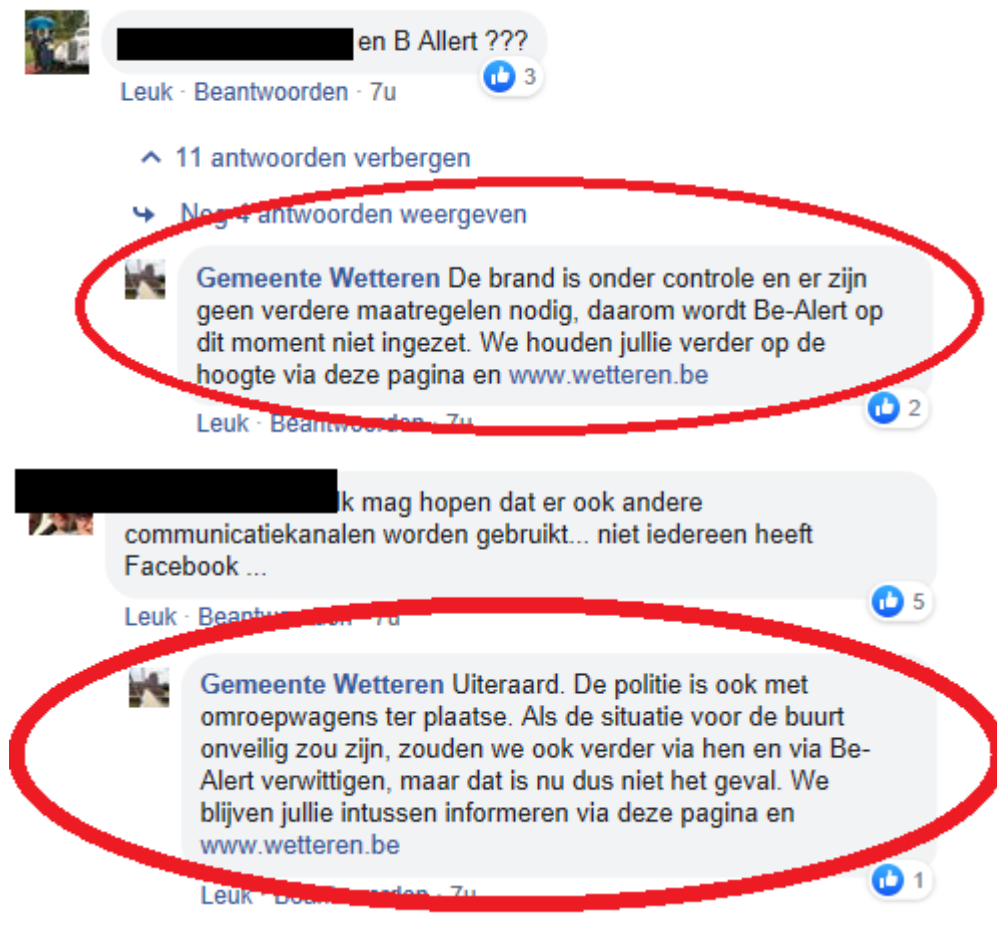 en B Allert ???
3
Leuk · Beantwoorden · 7u
11 antwoorden verbergen
Nog 4 antwoorden weergeven
Gemeente Wetteren De brand is onder controle en er zijn
geen verdere maatregelen nodig, daarom wordt Be-Alert op
dit moment niet ingezet. We houden jullie verder op de
hoogte via deze pagina en www.wetteren.be
2
Leuk · Beantwoorden · 7u
Ik mag hopen dat er ook andere
communicatiekanalen worden gebruikt... niet iedereen heeft
Facebook ...
5
Leuk · Beantwoorden · 7u
Gemeente Wetteren Uiteraard. De politie is ook met
omroepwagens ter plaatse. Als de situatie voor de buurt
onveilig zou zijn, zouden we ook verder via hen en via Be-
Alert verwittigen, maar dat is nu dus niet het geval. We
blijven jullie intussen informeren via deze pagina en
www.wetteren.be
1
Leuk · Beantwoorden · 7u